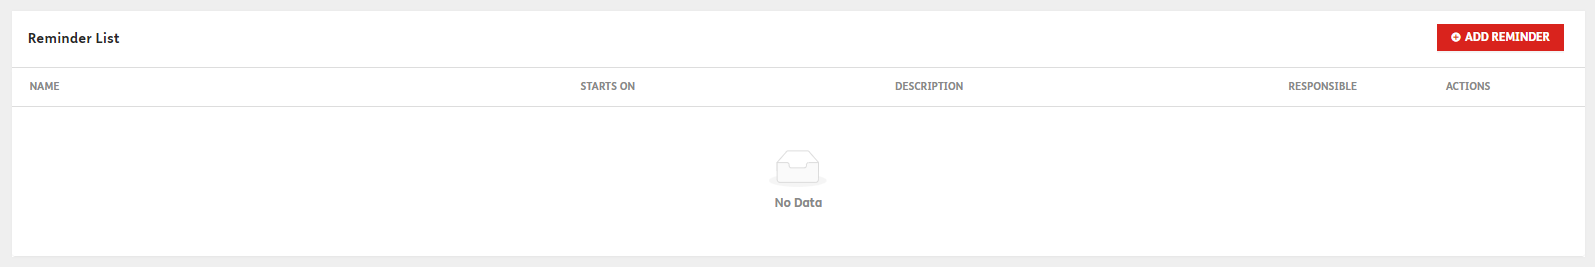 Reminder List
ADD REMINDER
NAME STARTS ON DESCRIPTION RESPONSIBLE ACTIONS
No Data